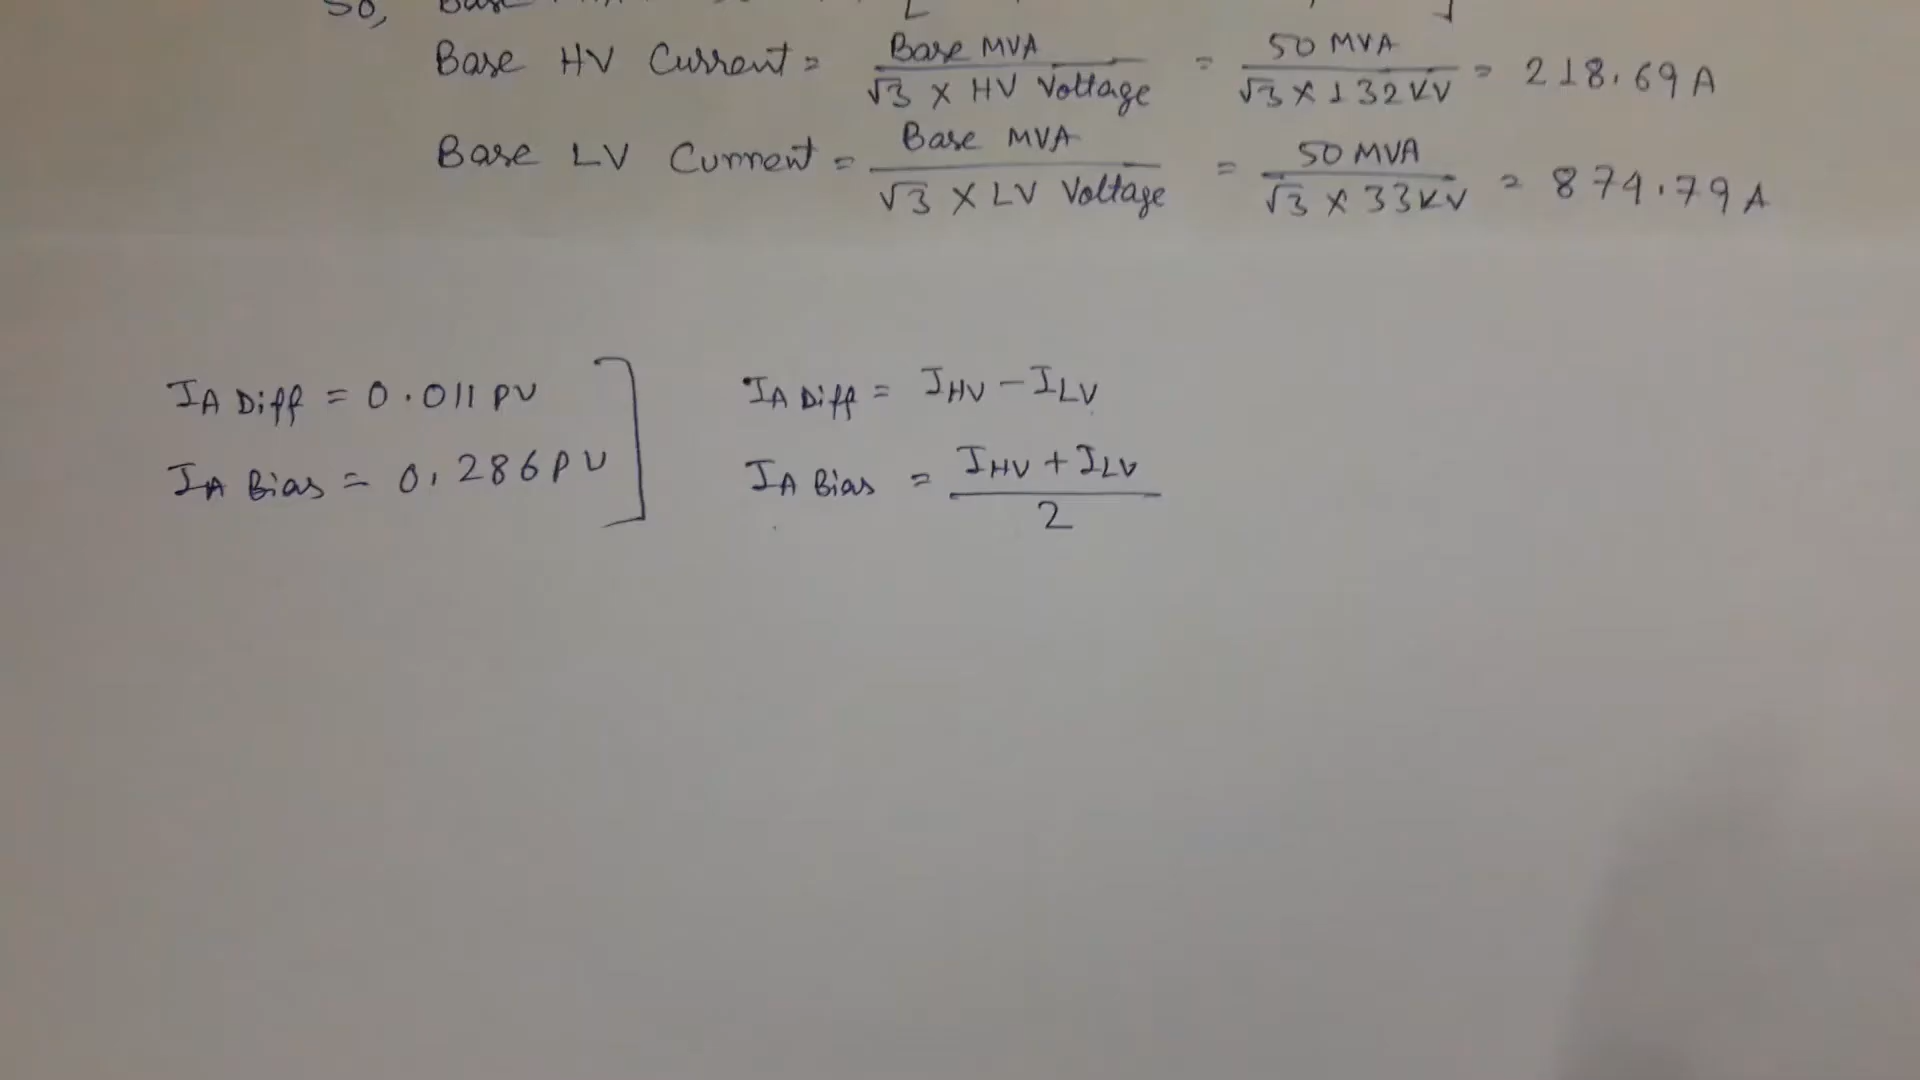 So, Base
Base HV Current = Base MVA / √3 × HV Voltage = 50 MVA / √3 × 132 KV = 218.69 A
Base LV Current = Base MVA / √3 × LV Voltage = 50 MVA / √3 × 33 KV = 874.79 A
IA Diff = 0.011 PU ] IA Diff = IHV - ILV
IA Bias = 0.286 PU ] IA Bias = IHV + ILV / 2